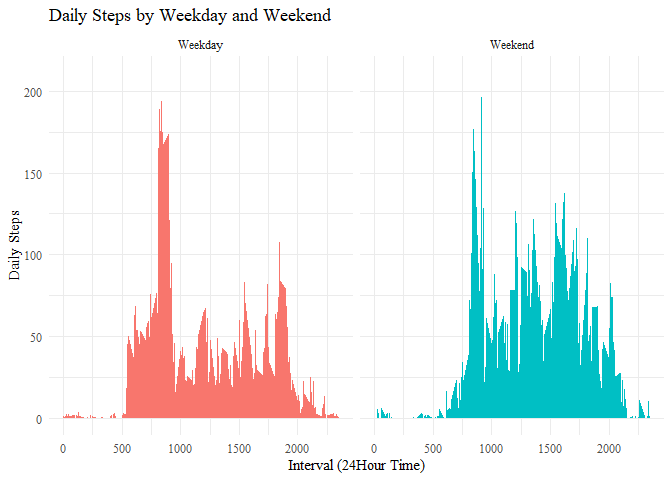 Daily Steps by Weekday and Weekend
Weekday Weekend
Daily Steps
200
150
100
50
0
0 500 1000 1500 2000 0 500 1000 1500 2000
Interval (24Hour Time)